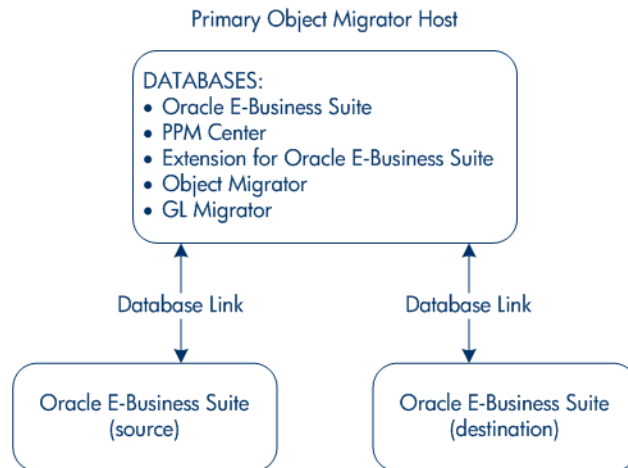 Primary Object Migrator Host
DATABASES:
• Oracle E-Business Suite
• PPM Center
• Extension for Oracle E-Business Suite
• Object Migrator
• GL Migrator
Database Link
Database Link
Oracle E-Business Suite
(source)
Oracle E-Business Suite
(destination)